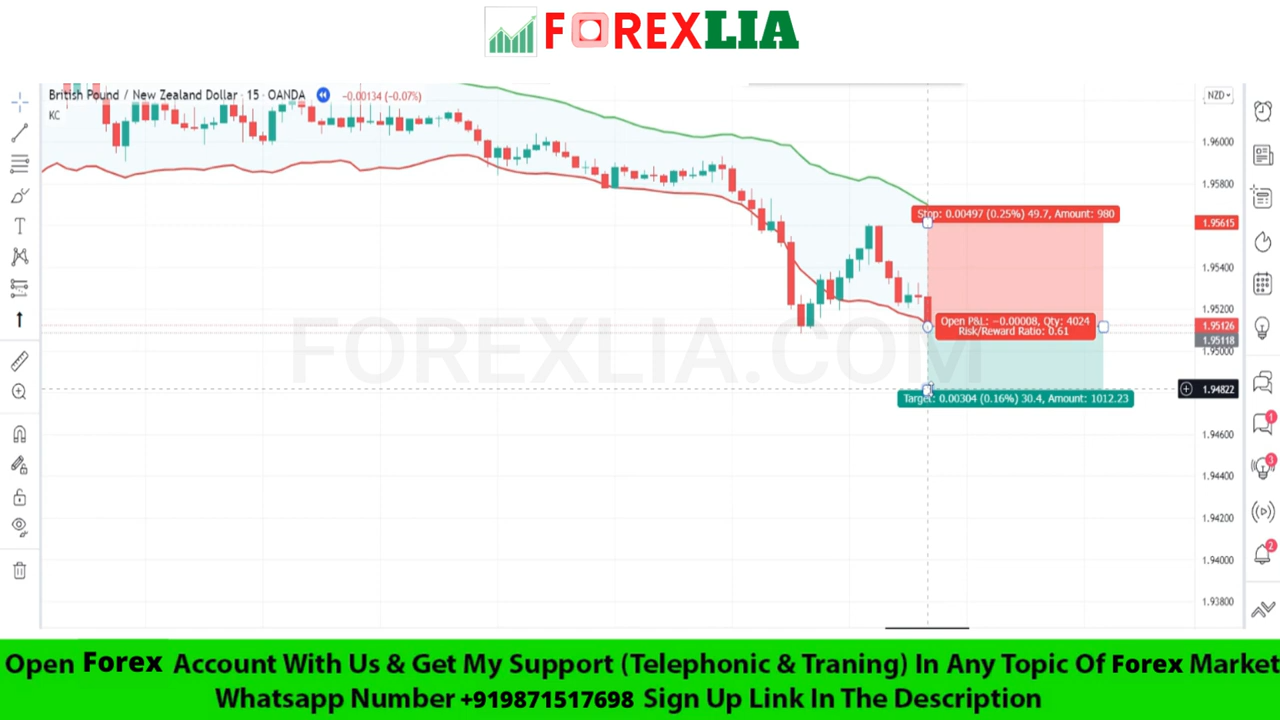 FOREXLIA
British Pound / New Zealand Dollar · 15 · OANDA −0.00134 (−0.07%)
KC
NZD
1.96000
1.95800
Stop: 0.00497 (0.25%) 49.7, Amount: 980
1.95615
1.95400
1.95200
Open P&L: −0.00008, Qty: 4024
Risk/Reward Ratio: 0.61
1.95126
1.95118
1.95000
FOREXLIA.COM
1.94822
Target: 0.00304 (0.16%) 30.4, Amount: 1012.23
1.94600
1.94400
1.94200
1.94000
1.93800
T
1
3
2
Open Forex Account With Us & Get My Support (Telephonic & Traning) In Any Topic Of Forex Market
Whatsapp Number +919871517698 Sign Up Link In The Description